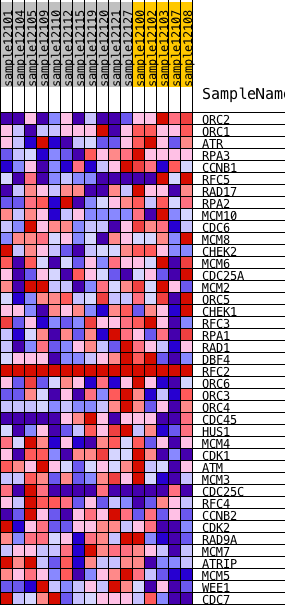 sample12101
sample12104
sample12105
sample12109
sample12110
sample12112
sample12115
sample12119
sample12120
sample12121
sample12122
sample12100
sample12102
sample12103
sample12107
sample12108
SampleName
ORC2
ORC1
ATR
RPA3
CCNB1
RFC5
RAD17
RPA2
MCM10
CDC6
MCM8
CHEK2
MCM6
CDC25A
MCM2
ORC5
CHEK1
RFC3
RPA1
RAD1
DBF4
RFC2
ORC6
ORC3
ORC4
CDC45
HUS1
MCM4
CDK1
ATM
MCM3
CDC25C
RFC4
CCNB2
CDK2
RAD9A
MCM7
ATRIP
MCM5
WEE1
CDC7